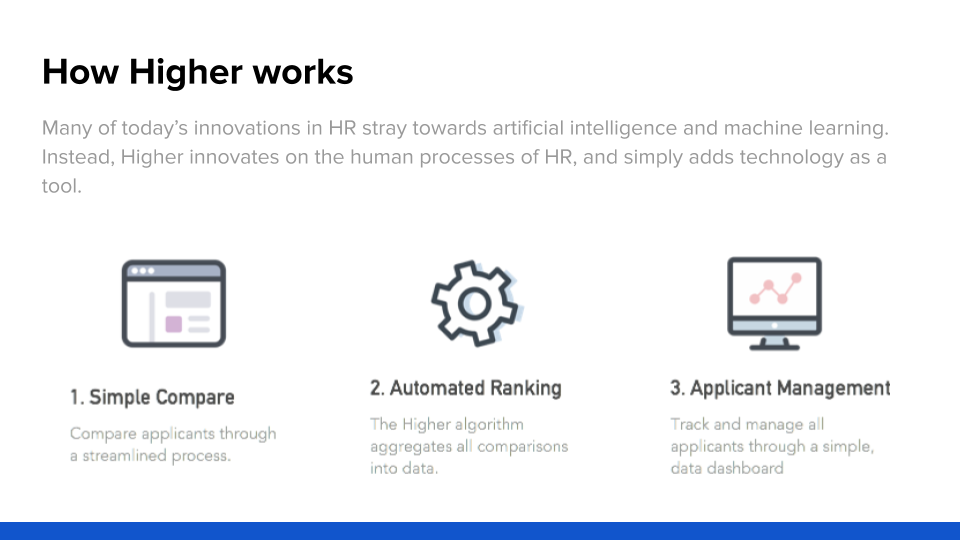 How Higher works
Many of today’s innovations in HR stray towards artificial intelligence and machine learning.
Instead, Higher innovates on the human processes of HR, and simply adds technology as a
tool.
1. Simple Compare
Compare applicants through
a streamlined process.
2. Automated Ranking
The Higher algorithm
aggregates all comparisons
into data.
3. Applicant Management
Track and manage all
applicants through a simple,
data dashboard